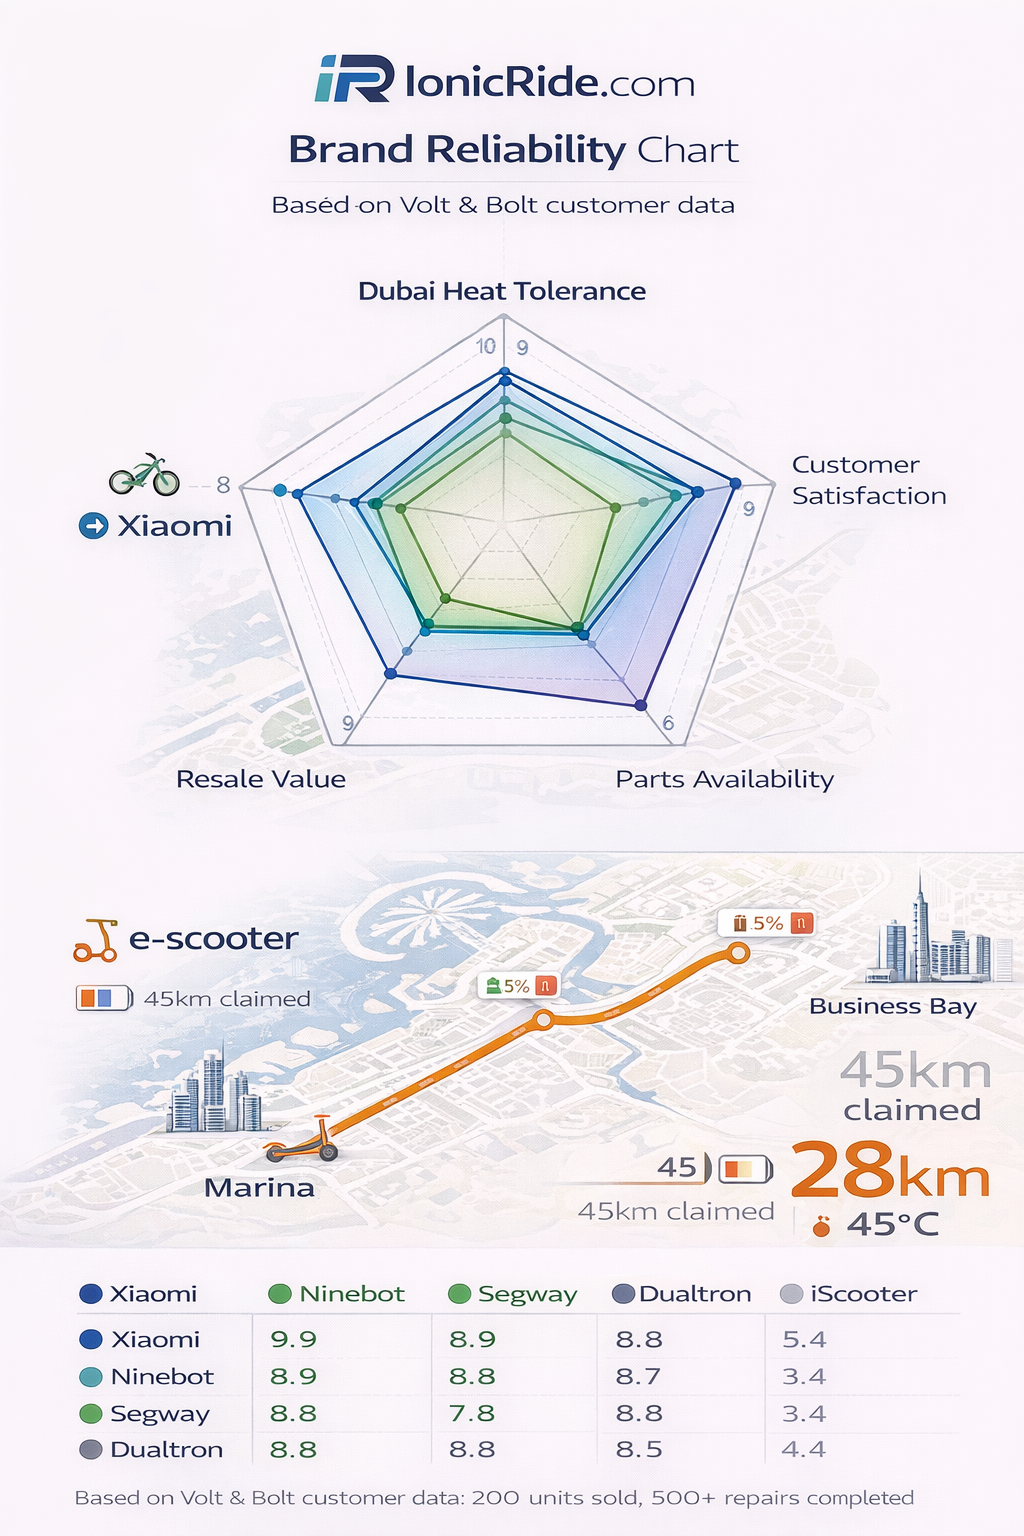 iR IonicRide.com
Brand Reliability Chart
Baséd on Volt & Bolt customer data
Dubai Heat Tolerance
10 9
8
Xiaomi
Customer
Satisfaction
9
9
6
Resale Value
Parts Availability
e-scooter
45km claimed
5%
5%
Business Bay
Marina
45km
claimed
28km
45°C
45
45km claimed
Xiaomi Ninebot Segway Dualtron iScooter
Xiaomi 9.9 8.9 8.8 5.4
Ninebot 8.9 8.8 8.7 3.4
Segway 8.8 7.8 8.8 3.4
Dualtron 8.8 8.8 8.5 4.4
Based on Volt & Bolt customer data: 200 units sold, 500+ repairs completed